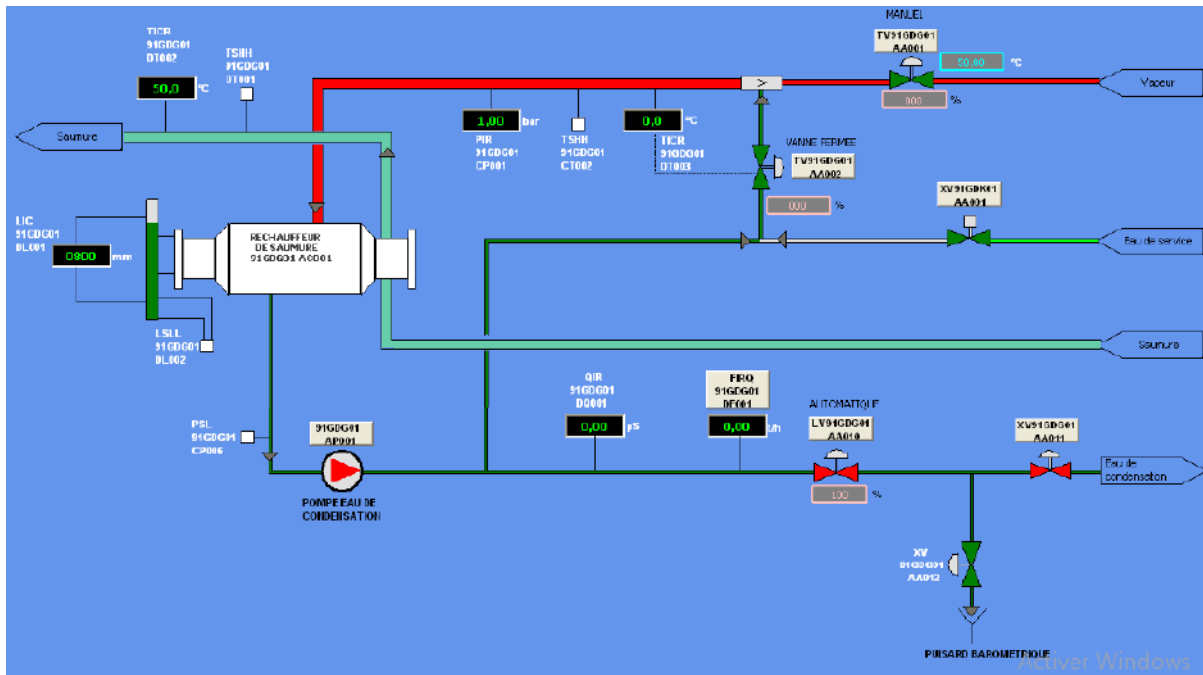 MANUEL
TICR
91GDG01
DT002
TSHH
91GDG01
DT001
TV91GDG01
AA001
50.00 °C
50,0 °C
000 %
Vapeur
Saumure
1,00 bar
PIR
91GDG01
CP001
TSHH
91GDG01
CT002
0,0 °C
TICR
91GDG01
DT003
VANNE FERMEE
TV91GDG01
AA002
000 %
XV91GDK01
AA001
Eau de service
LIC
91GDG01
DL001
0800 mm
RECHAUFFEUR
DE SAUMURE
91GDG01 AC001
LSLL
91GDG01
DL002
Saumure
QIR
91GDG01
DQ001
0,00 µS
FIRQ
91GDG01
DF001
0,00 t/h
AUTOMATIQUE
LV91GDG01
AA010
100 %
XV91GDG01
AA011
Eau de
condensation
PSL
91GDG01
CP006
91GDG01
AP001
POMPE EAU DE
CONDENSATION
XV
91GDG01
AA012
PUISARD BAROMETRIQUE
Activer Windows